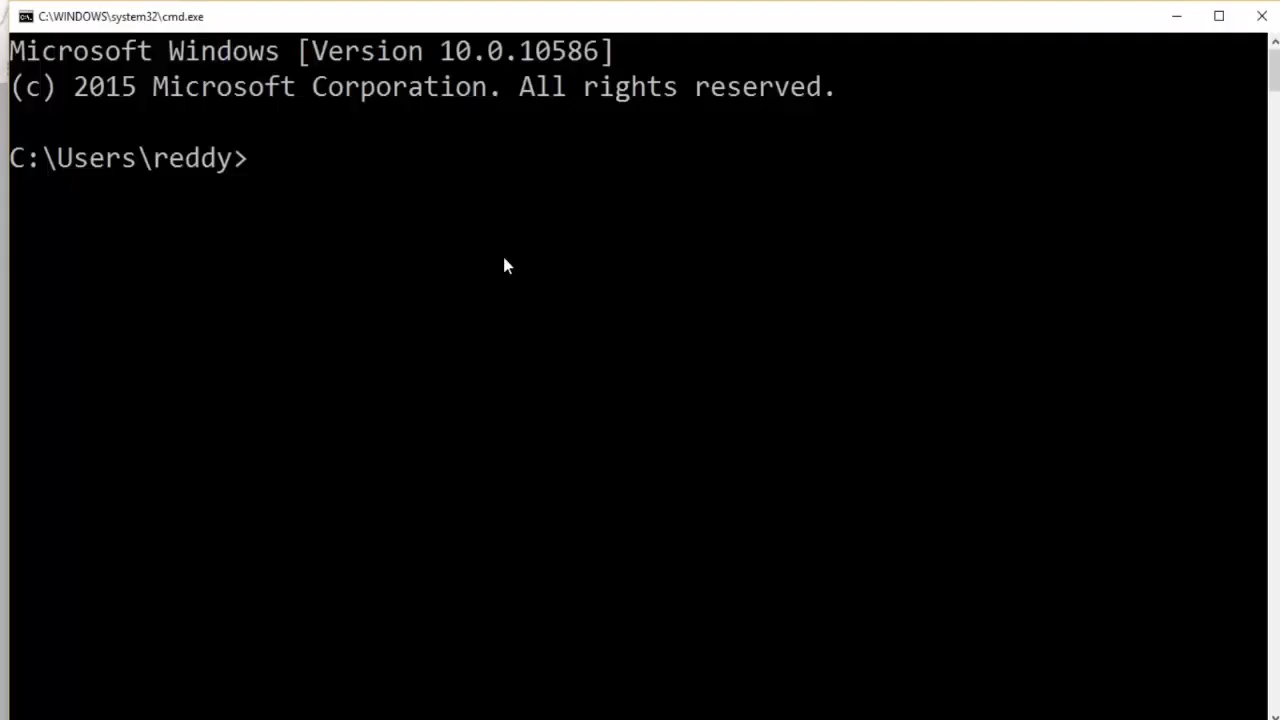 C:\WINDOWS\system32\cmd.exe
Microsoft Windows [Version 10.0.10586]
(c) 2015 Microsoft Corporation. All rights reserved.
C:\Users\reddy>